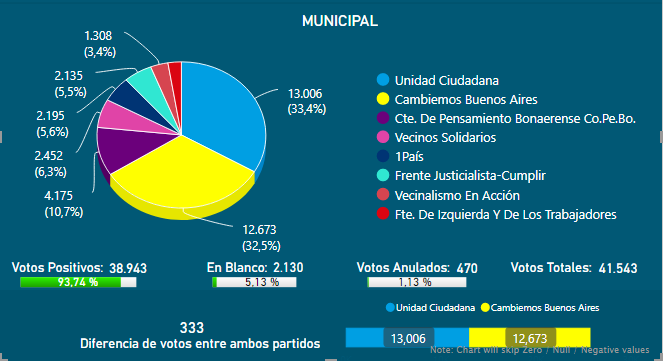 MUNICIPAL
1.308
(3,4%)
2.135
(5,5%)
2.195
(5,6%)
2.452
(6,3%)
4.175
(10,7%)
13.006
(33,4%)
12.673
(32,5%)
Unidad Ciudadana
Cambiemos Buenos Aires
Cte. De Pensamiento Bonaerense Co.Pe.Bo.
Vecinos Solidarios
1País
Frente Justicialista-Cumplir
Vecinalismo En Acción
Fte. De Izquierda Y De Los Trabajadores
Votos Positivos: 38.943
93,74 %
En Blanco: 2.130
5,13 %
Votos Anulados: 470
1,13 %
Votos Totales: 41.543
333
Diferencia de votos entre ambos partidos
Unidad Ciudadana Cambiemos Buenos Aires
13,006 12,673
Note: Chart will skip Zero / Null / Negative values